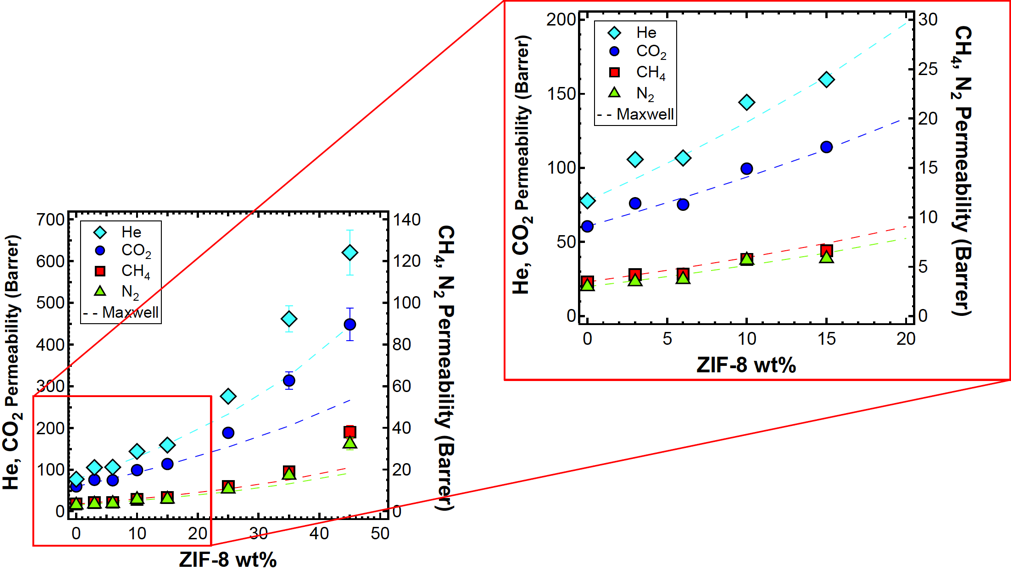 200
150
100
50
0
He, CO2 Permeability (Barrer)
He
CO2
CH4
N2
Maxwell
30
25
20
15
10
5
0
CH4, N2 Permeability (Barrer)
0 5 10 15 20
ZIF-8 wt%
700
600
500
400
300
200
100
0
He, CO2 Permeability (Barrer)
He
CO2
CH4
N2
Maxwell
140
120
100
80
60
40
20
0
CH4, N2 Permeability (Barrer)
0 10 20 30 40 50
ZIF-8 wt%